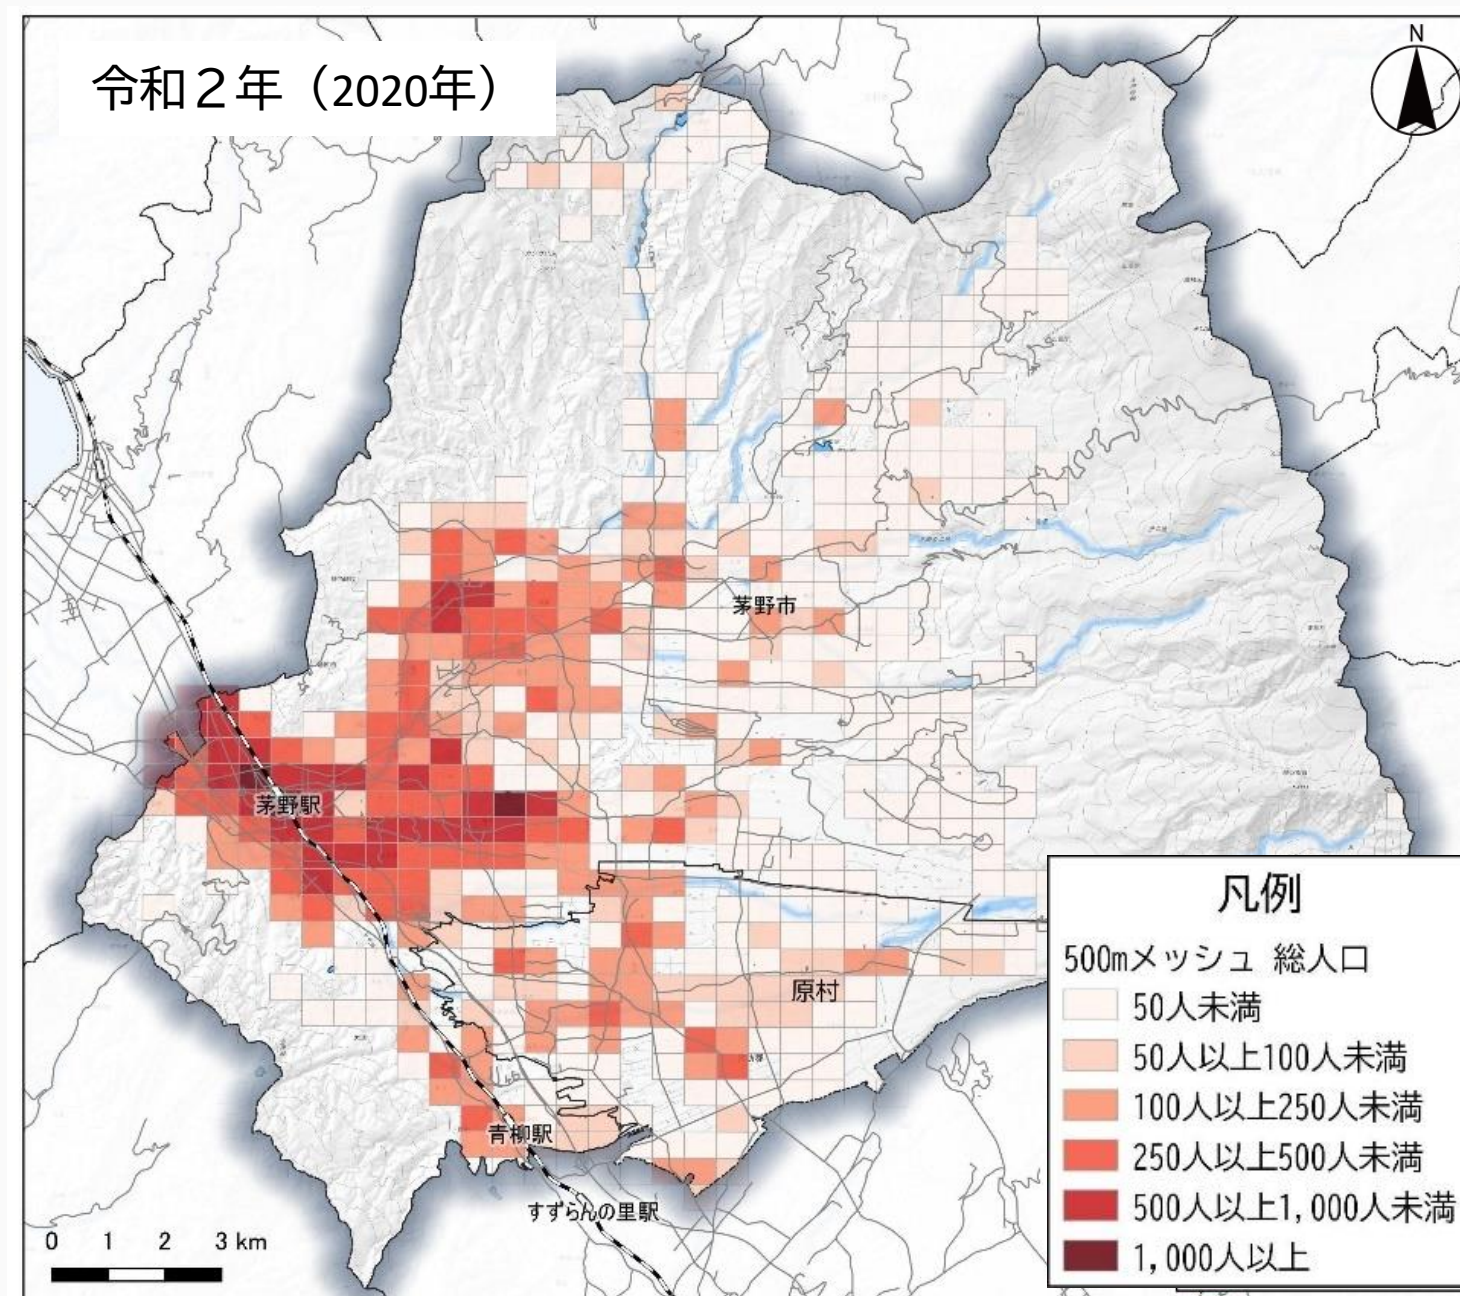 令和２年（2020年）
N
茅野市
茅野駅
原村
青柳駅
すずらんの里駅
0 1 2 3 km
凡例
500mメッシュ 総人口
50人未満
50人以上100人未満
100人以上250人未満
250人以上500人未満
500人以上1,000人未満
1,000人以上